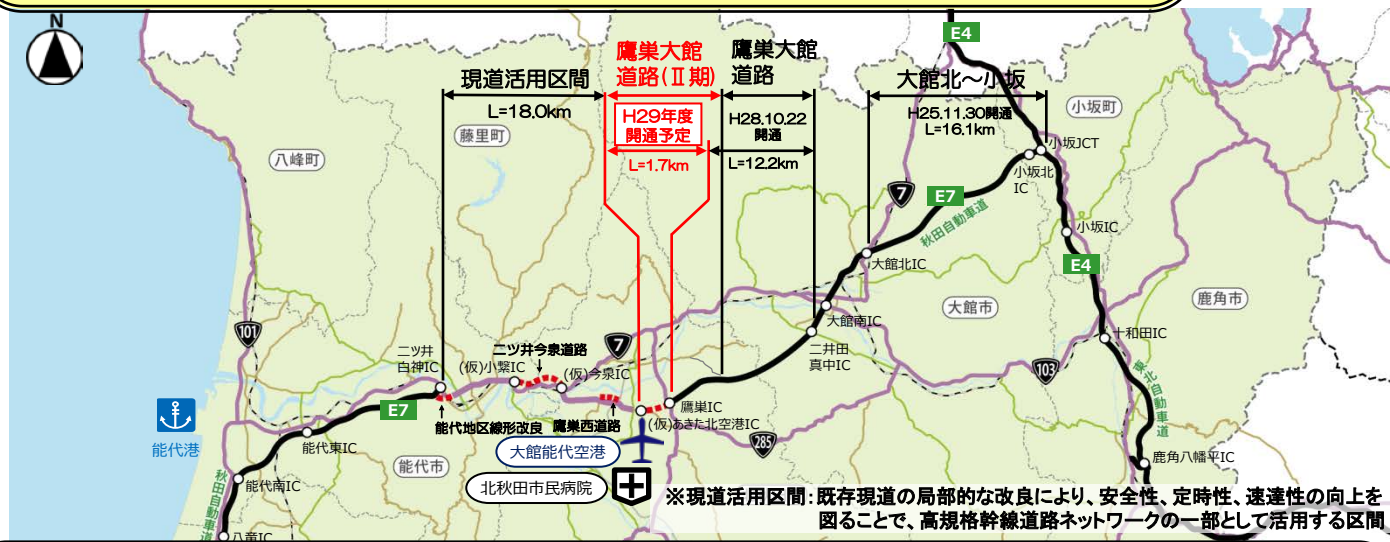 N
E4
現道活用区間
L=18.0km
鷹巣大館
道路(Ⅱ期)
H29年度
開通予定
L=1.7km
鷹巣大館
道路
H28.10.22
開通
L=12.2km
大館北~小坂
H25.11.30開通
L=16.1km
小坂町
小坂JCT
小坂北
IC
八峰町
藤里町
7
E7
秋田自動車道
小坂IC
大館北IC
E4
大館市
鹿角市
101
二ツ井
白神IC
(仮)小繋IC
二ツ井今泉道路
(仮)今泉IC
7
大館南IC
二井田
真中IC
十和田IC
103
東北自動車道
能代港
E7
能代地区線形改良
鷹巣西道路
鷹巣IC
(仮)あきた北空港IC
能代東IC
大館能代空港
285
能代市
鹿角八幡平IC
能代南IC
北秋田市民病院
秋田自動車道
八竜IC
※現道活用区間:既存現道の局部的な改良により、安全性、定時性、速達性の向上を
図ることで、高規格幹線道路ネットワークの一部として活用する区間